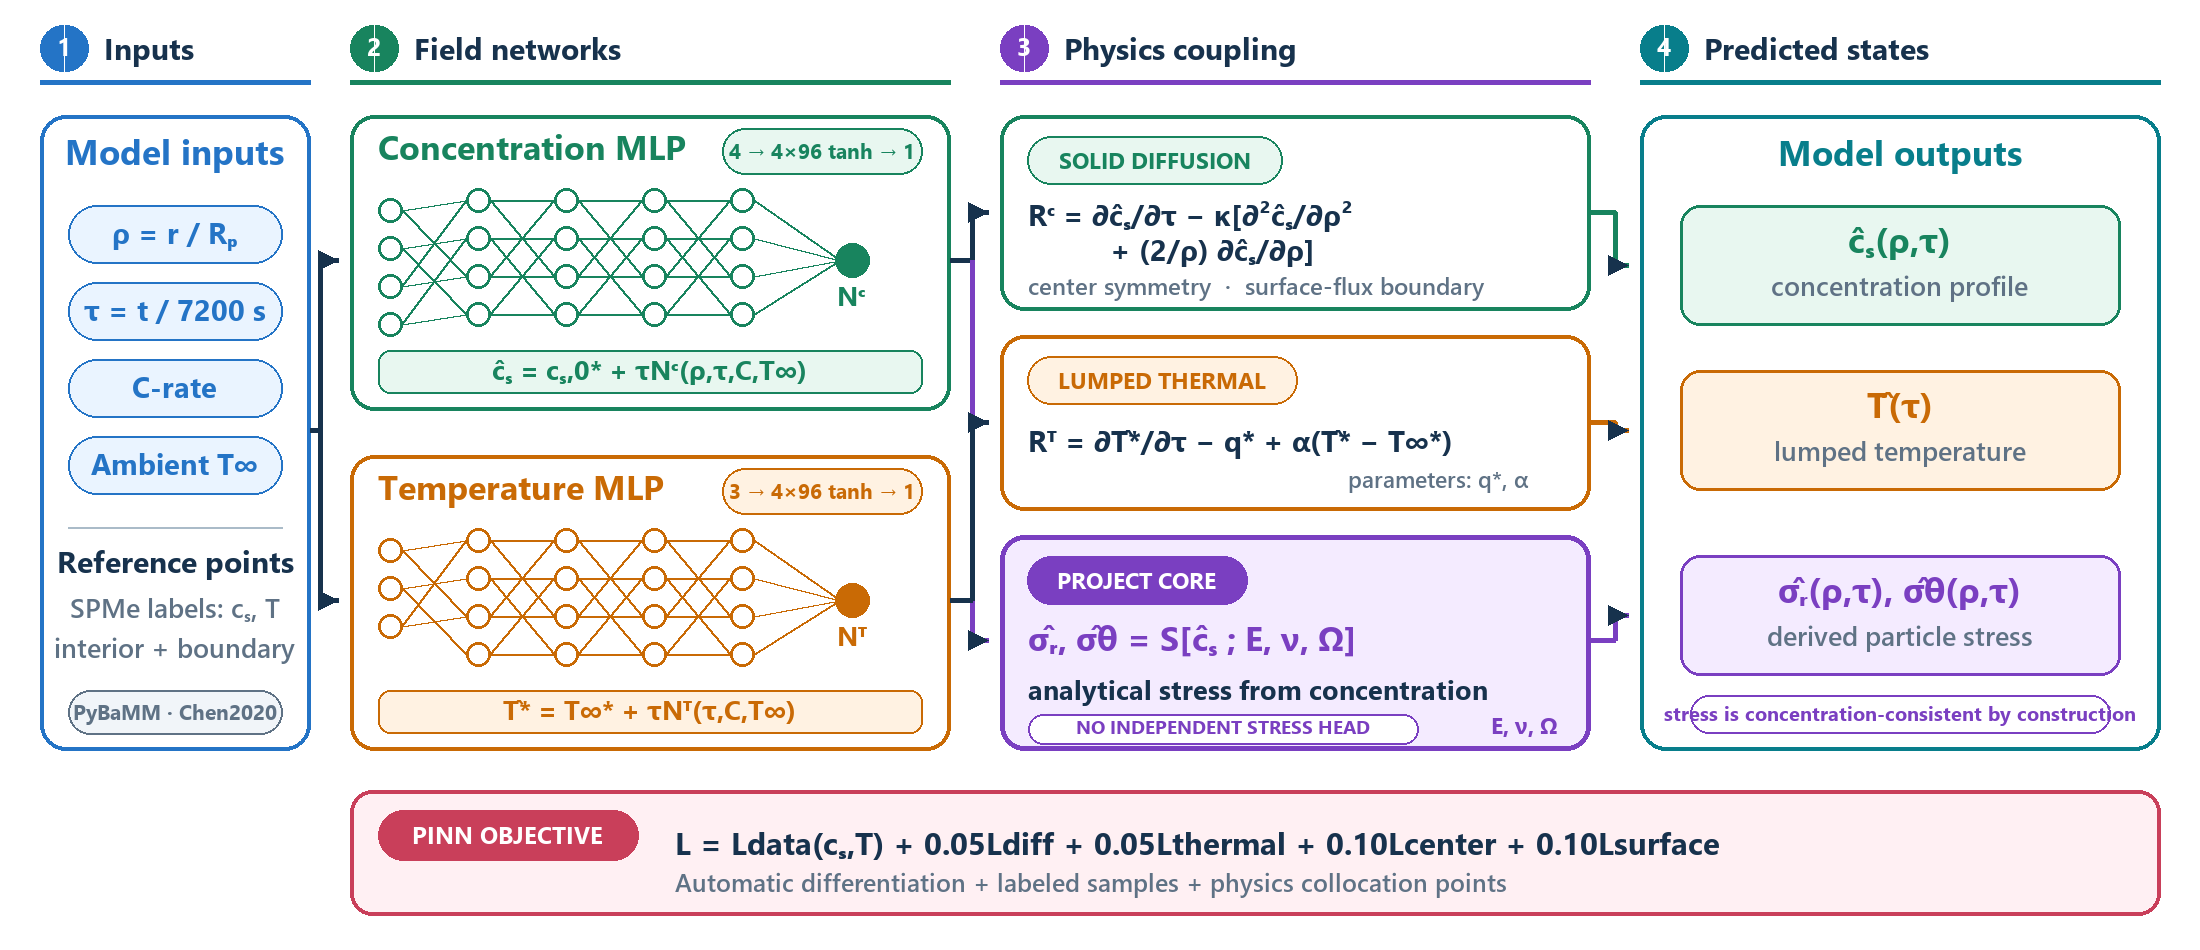 1 Inputs
2 Field networks
3 Physics coupling
4 Predicted states
Model inputs
ρ = r / Rₚ
τ = t / 7200 s
C-rate
Ambient T∞
Reference points
SPMe labels: cₛ, T
interior + boundary
PyBaMM · Chen2020
Concentration MLP
4 → 4×96 tanh → 1
Nᶜ
ĉₛ = cₛ,0* + τNᶜ(ρ,τ,C,T∞)
Temperature MLP
3 → 4×96 tanh → 1
Nᵀ
T̂* = T∞* + τNᵀ(τ,C,T∞)
SOLID DIFFUSION
Rᶜ = ∂ĉₛ/∂τ − κ[∂²ĉₛ/∂ρ²
+ (2/ρ) ∂ĉₛ/∂ρ]
center symmetry · surface-flux boundary
LUMPED THERMAL
Rᵀ = ∂T̂*/∂τ − q* + α(T̂* − T∞*)
parameters: q*, α
PROJECT CORE
σ̂ᵣ, σ̂θ = S[ĉₛ ; E, ν, Ω]
analytical stress from concentration
NO INDEPENDENT STRESS HEAD
E, ν, Ω
Model outputs
ĉₛ(ρ,τ)
concentration profile
T̂(τ)
lumped temperature
σ̂ᵣ(ρ,τ), σ̂θ(ρ,τ)
derived particle stress
stress is concentration-consistent by construction
PINN OBJECTIVE
L = Ldata(cₛ,T) + 0.05Ldiff + 0.05Lthermal + 0.10Lcenter + 0.10Lsurface
Automatic differentiation + labeled samples + physics collocation points